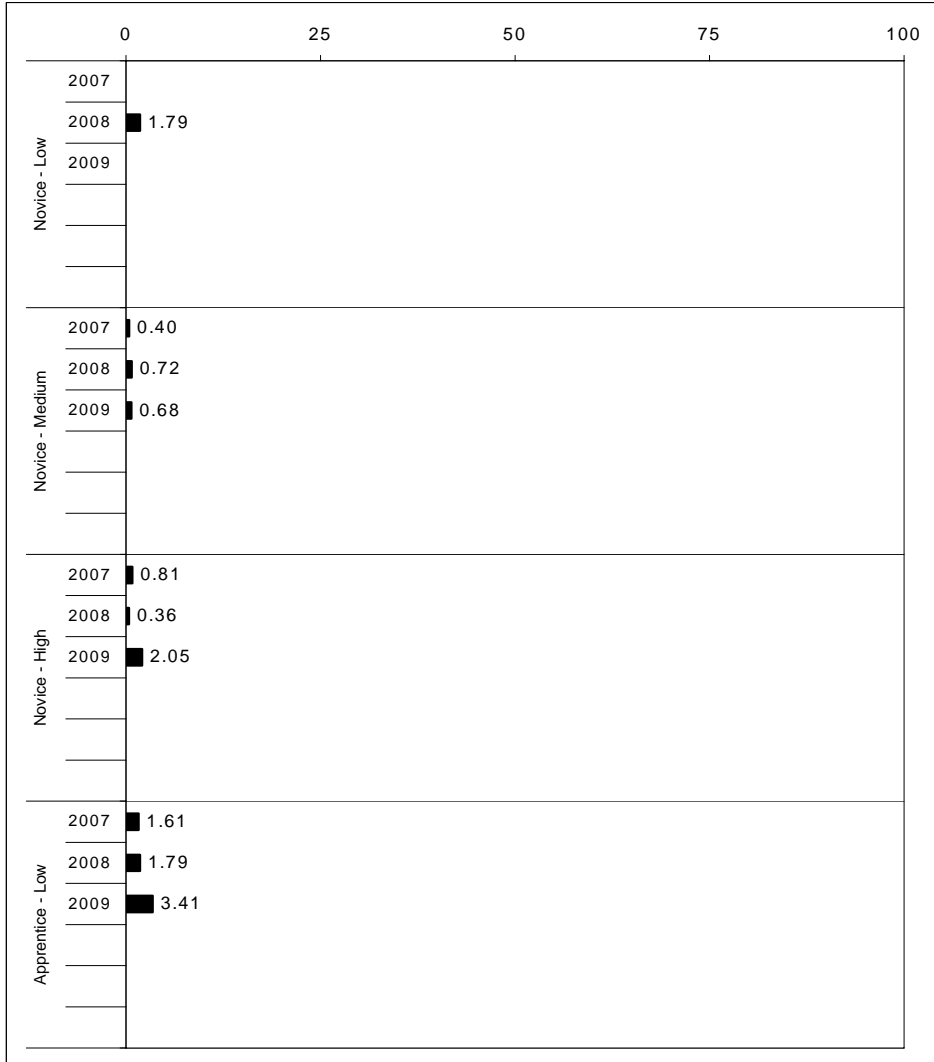 0 25 50 75 100
Novice - Low
2007
2008 1.79
2009
Novice - Medium
2007 0.40
2008 0.72
2009 0.68
Novice - High
2007 0.81
2008 0.36
2009 2.05
Apprentice - Low
2007 1.61
2008 1.79
2009 3.41